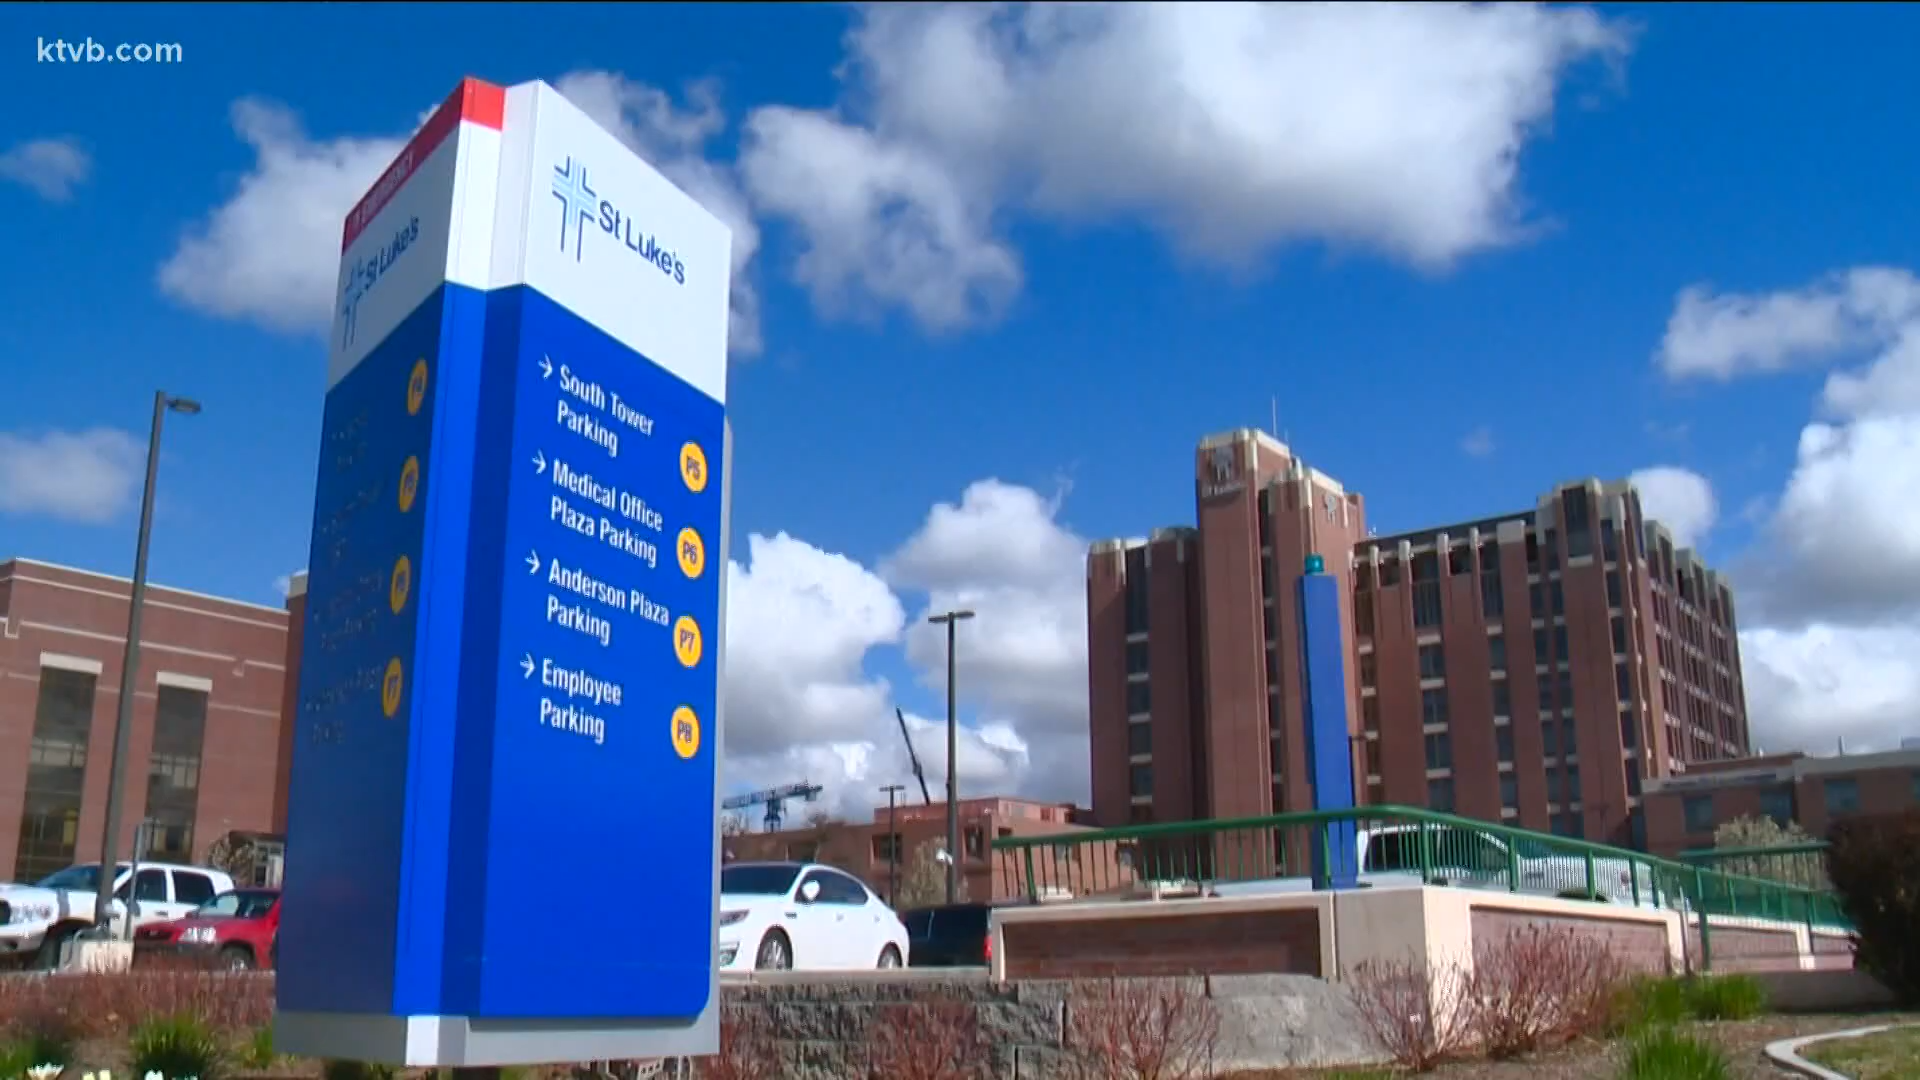 ktvb.com
EMERGENCY
St Luke's
St Luke's
→ South Tower
Parking
P5
→ Medical Office
Plaza Parking
P6
→ Anderson Plaza
Parking
P7
→ Employee
Parking
P8